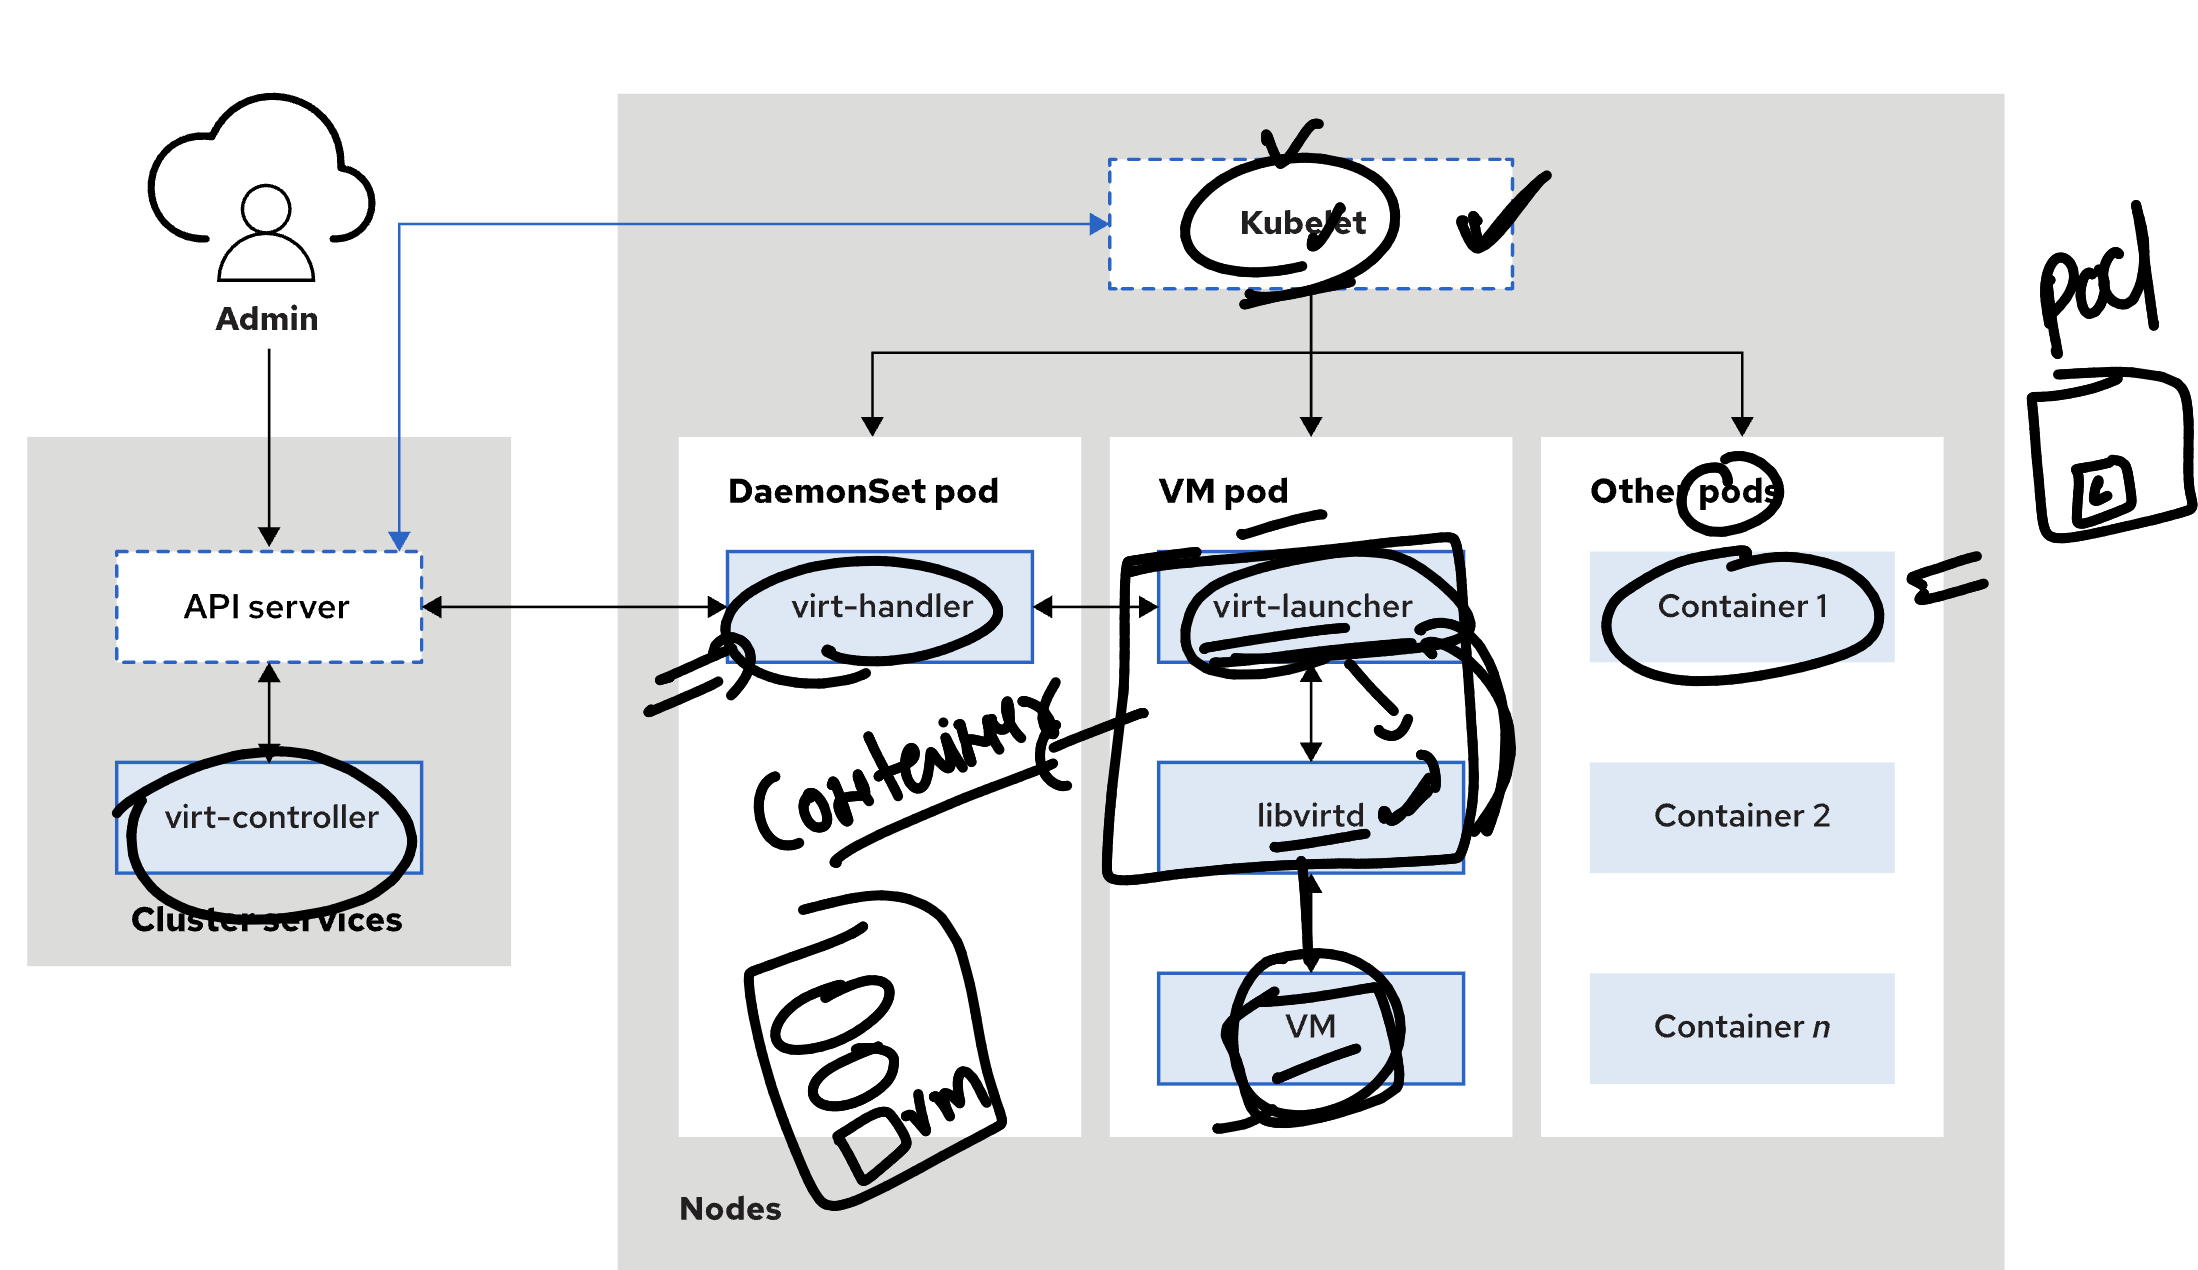 Kubelet
pod
Admin
DaemonSet pod
VM pod
Other pods
API server
virt-handler
virt-launcher
Container 1
virt-controller
libvirtd
Container 2
Cluster services
VM
Container n
vm
Nodes